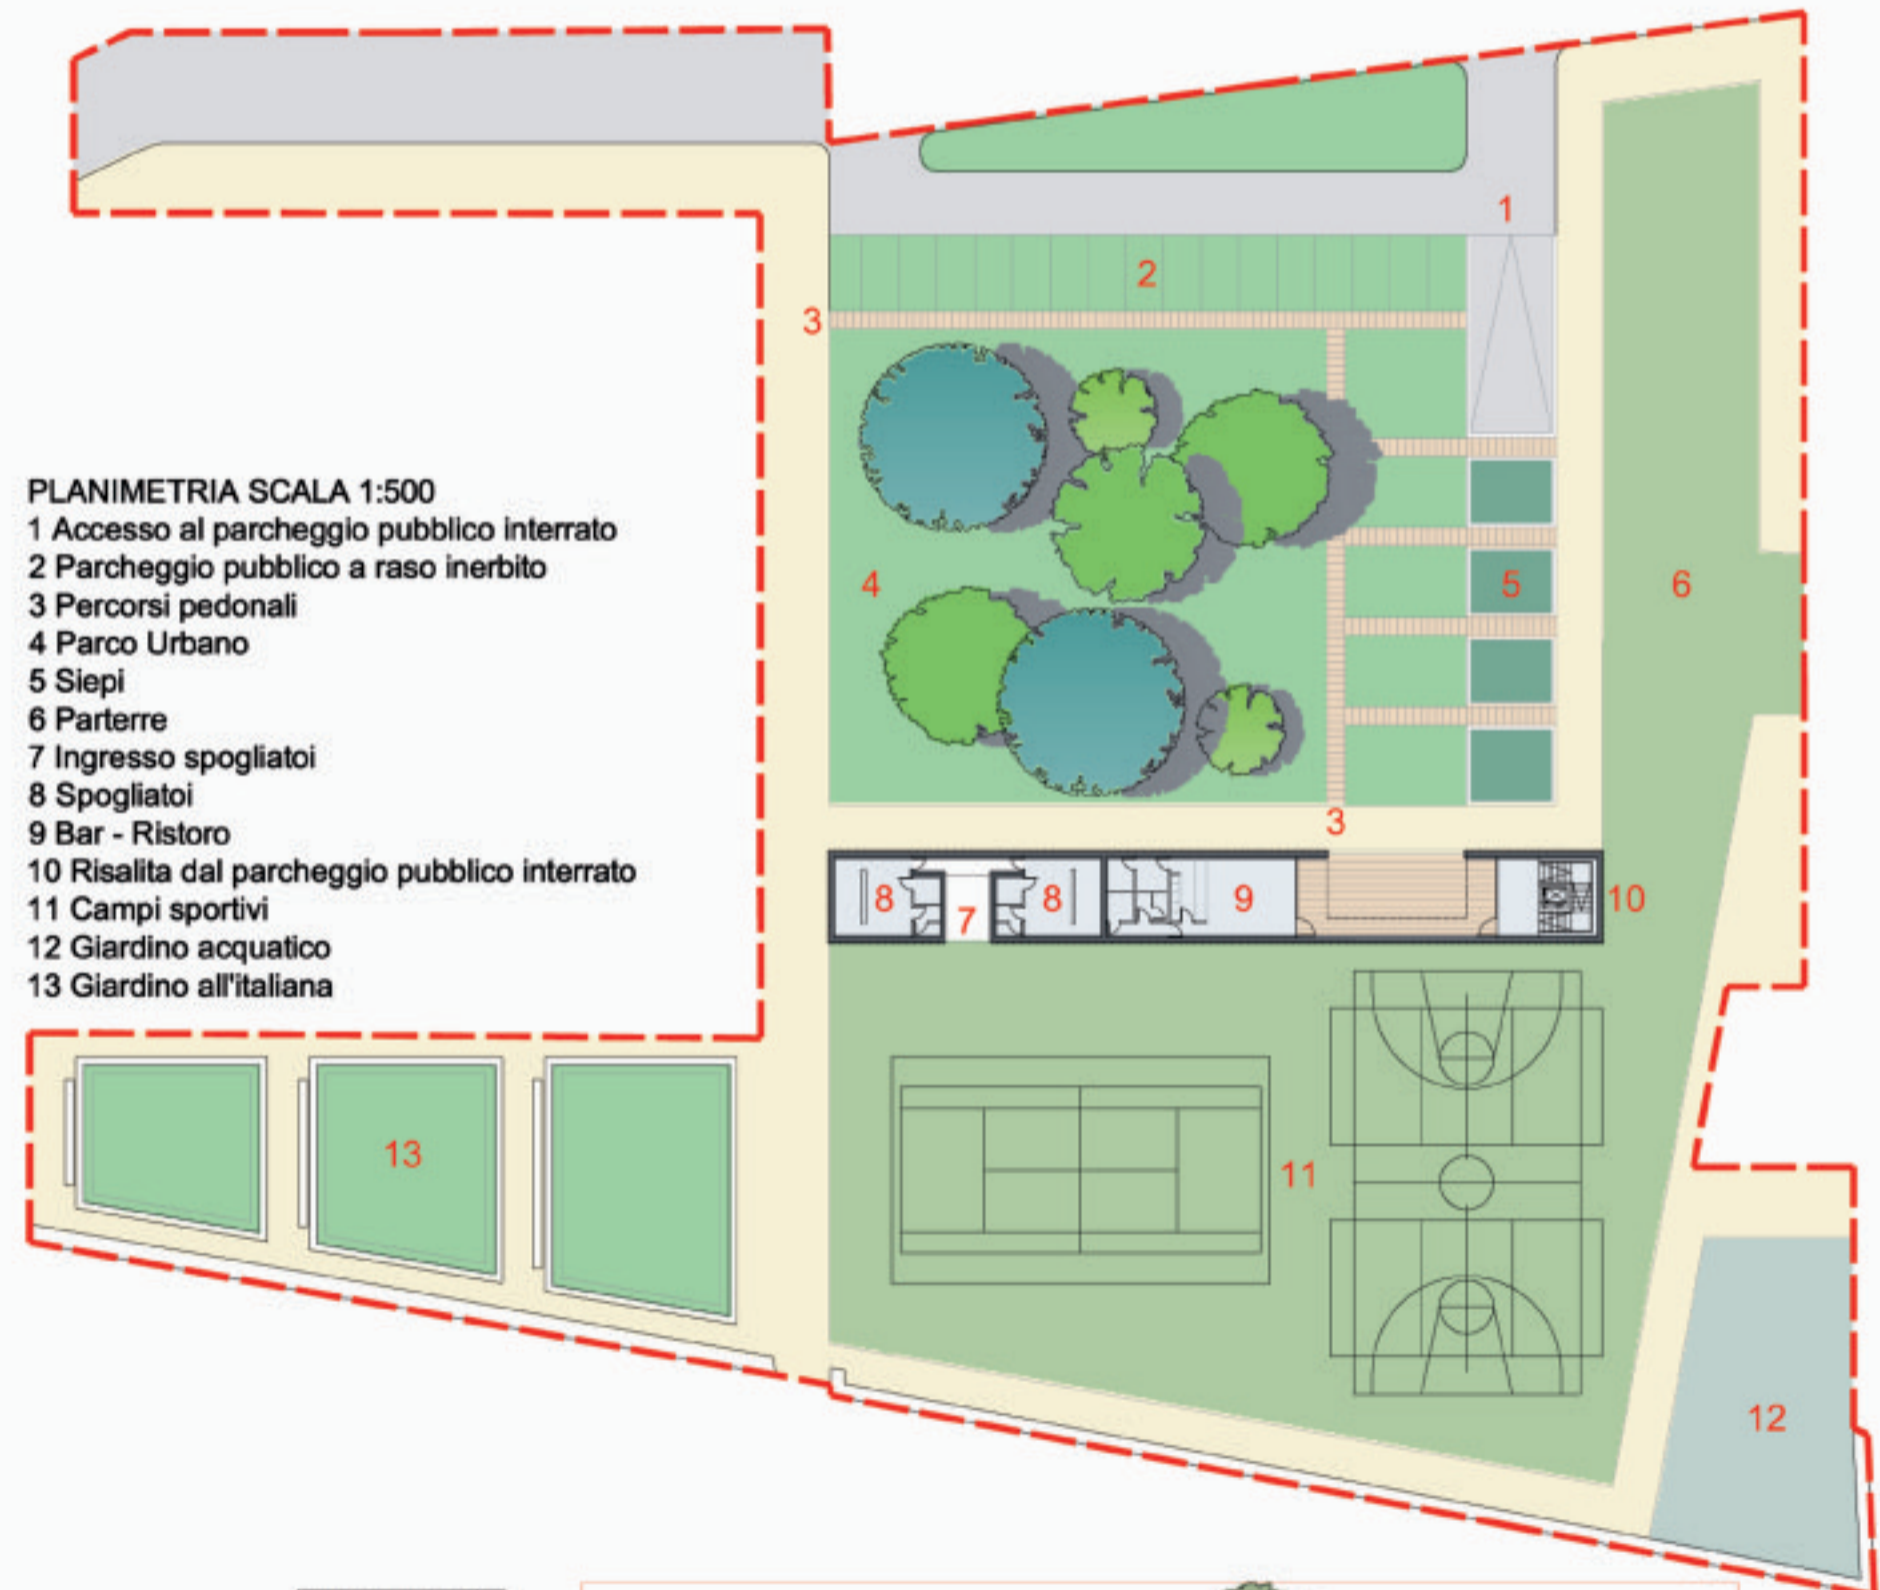 PLANIMETRIA SCALA 1:500
1 Accesso al parcheggio pubblico interrato
2 Parcheggio pubblico a raso inerbito
3 Percorsi pedonali
4 Parco Urbano
5 Siepi
6 Parterre
7 Ingresso spogliatoi
8 Spogliatoi
9 Bar - Ristoro
10 Risalita dal parcheggio pubblico interrato
11 Campi sportivi
12 Giardino acquatico
13 Giardino all'italiana
1
2
3
4
5
6
3
8
7
8
9
10
11
13
12